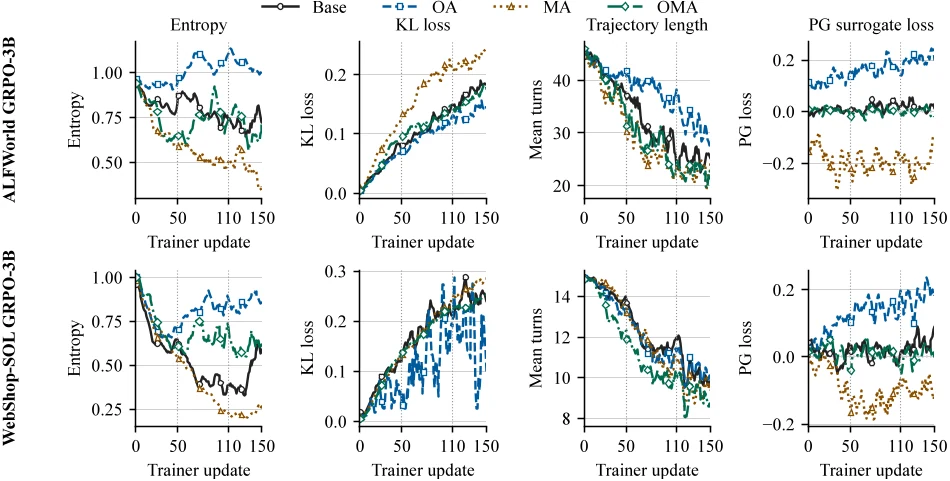 Base OA MA OMA
Entropy KL loss Trajectory length PG surrogate loss
ALFWorld GRPO-3B
Entropy
1.00
0.75
0.50
0 50 110 150
Trainer update
KL loss
0.2
0.1
0.0
0 50 110 150
Trainer update
Mean turns
40
30
20
0 50 110 150
Trainer update
PG loss
0.2
0.0
−0.2
0 50 110 150
Trainer update
WebShop-SOL GRPO-3B
Entropy
1.00
0.75
0.50
0.25
0 50 110 150
Trainer update
KL loss
0.3
0.2
0.1
0.0
0 50 110 150
Trainer update
Mean turns
14
12
10
8
0 50 110 150
Trainer update
PG loss
0.2
0.0
−0.2
0 50 110 150
Trainer update